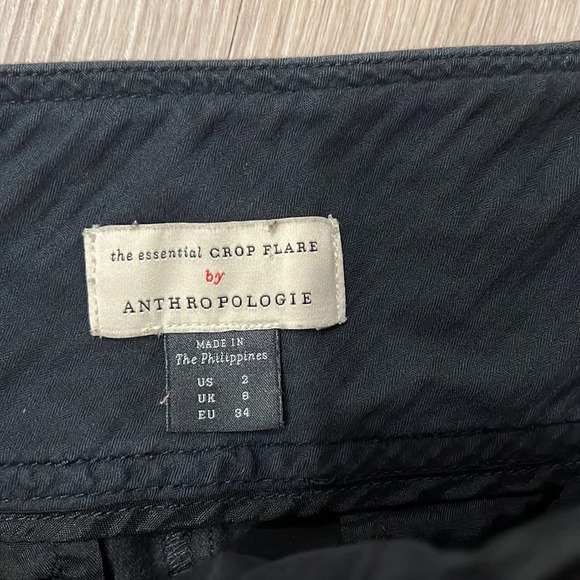 the essential CROP FLARE
by
ANTHROPOLOGIE
MADE IN
The Philippines
US 2
UK 6
EU 34